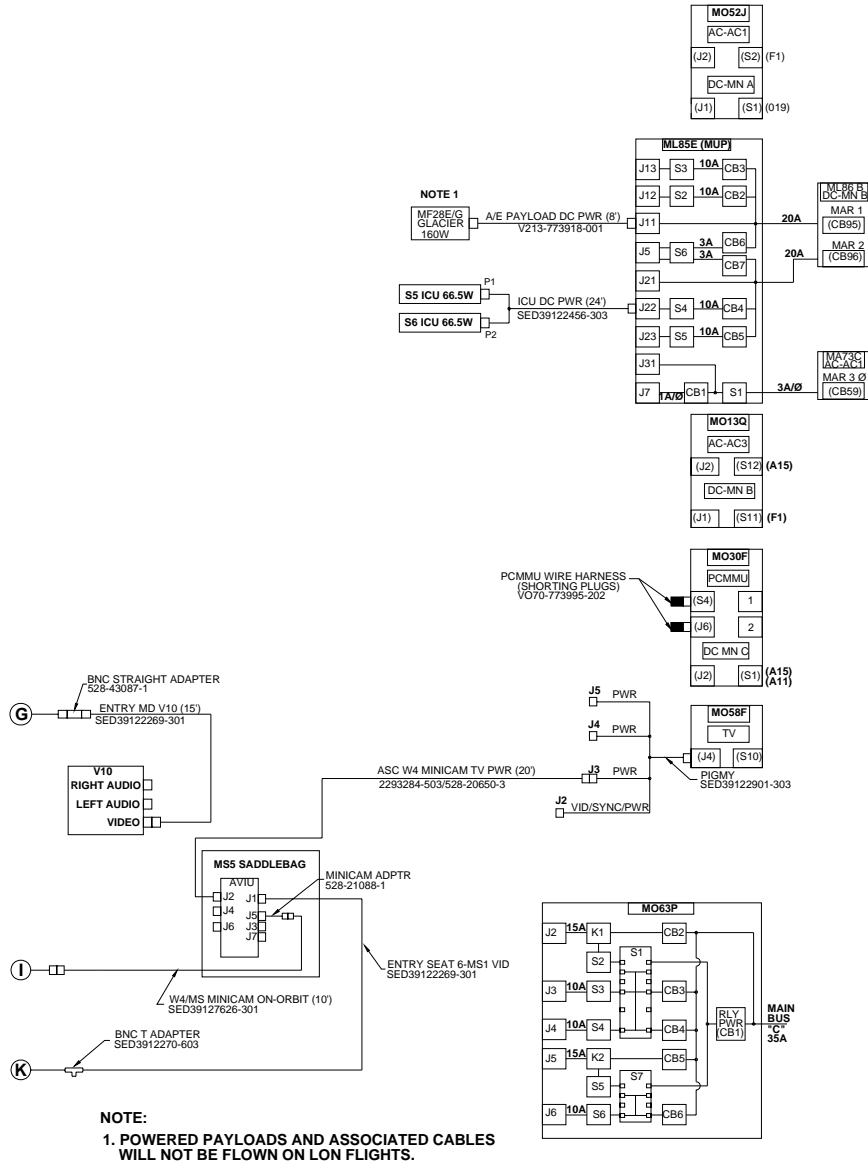 MO52J
AC-AC1
(J2) (S2) (F1)
DC-MN A
(J1) (S1) (019)
ML85E (MUP)
J13 S3 10A CB3
J12 S2 10A CB2
J11
J5 S6 3A CB6
3A CB7
J21
J22 S4 10A CB4
J23 S5 10A CB5
J31
J7 1A/Ø CB1 S1
NOTE 1
MF28E/G
GLACIER
160W
A/E PAYLOAD DC PWR (8')
V213-773918-001
S5 ICU 66.5W P1
S6 ICU 66.5W P2
ICU DC PWR (24')
SED39122456-303
20A
20A
ML86 B
DC-MN B
MAR 1
(CB95)
MAR 2
(CB96)
3A/Ø
MA73C
AC-AC1
MAR 3 Ø
(CB59)
MO13Q
AC-AC3
(J2) (S12) (A15)
DC-MN B
(J1) (S11) (F1)
MO30F
PCMMU
(S4) 1
(J6) 2
DC MN C
(J2) (S1) (A15)
(A11)
PCMMU WIRE HARNESS
(SHORTING PLUGS)
VO70-773995-202
MO58F
TV
(J4) (S10)
PIGMY
SED39122901-303
J5 PWR
J4 PWR
J3 PWR
J2 VID/SYNC/PWR
ASC W4 MINICAM TV PWR (20')
2293284-503/528-20650-3
BNC STRAIGHT ADAPTER
528-43087-1
G
ENTRY MD V10 (15')
SED39122269-301
V10
RIGHT AUDIO
LEFT AUDIO
VIDEO
MS5 SADDLEBAG
AVIU
J2 J1
J4 J5
J6 J3
J7
MINICAM ADPTR
528-21088-1
ENTRY SEAT 6-MS1 VID
SED39122269-301
I
W4/MS MINICAM ON-ORBIT (10')
SED39127626-301
BNC T ADAPTER
SED3912270-603
K
MO63P
J2 15A K1 CB2
S2 S1
J3 10A S3 CB3
J4 10A S4 CB4
J5 15A K2 CB5
S5 S7
J6 10A S6 CB6
RLY
PWR
(CB1)
MAIN
BUS
"C"
35A
NOTE:
1. POWERED PAYLOADS AND ASSOCIATED CABLES
WILL NOT BE FLOWN ON LON FLIGHTS.